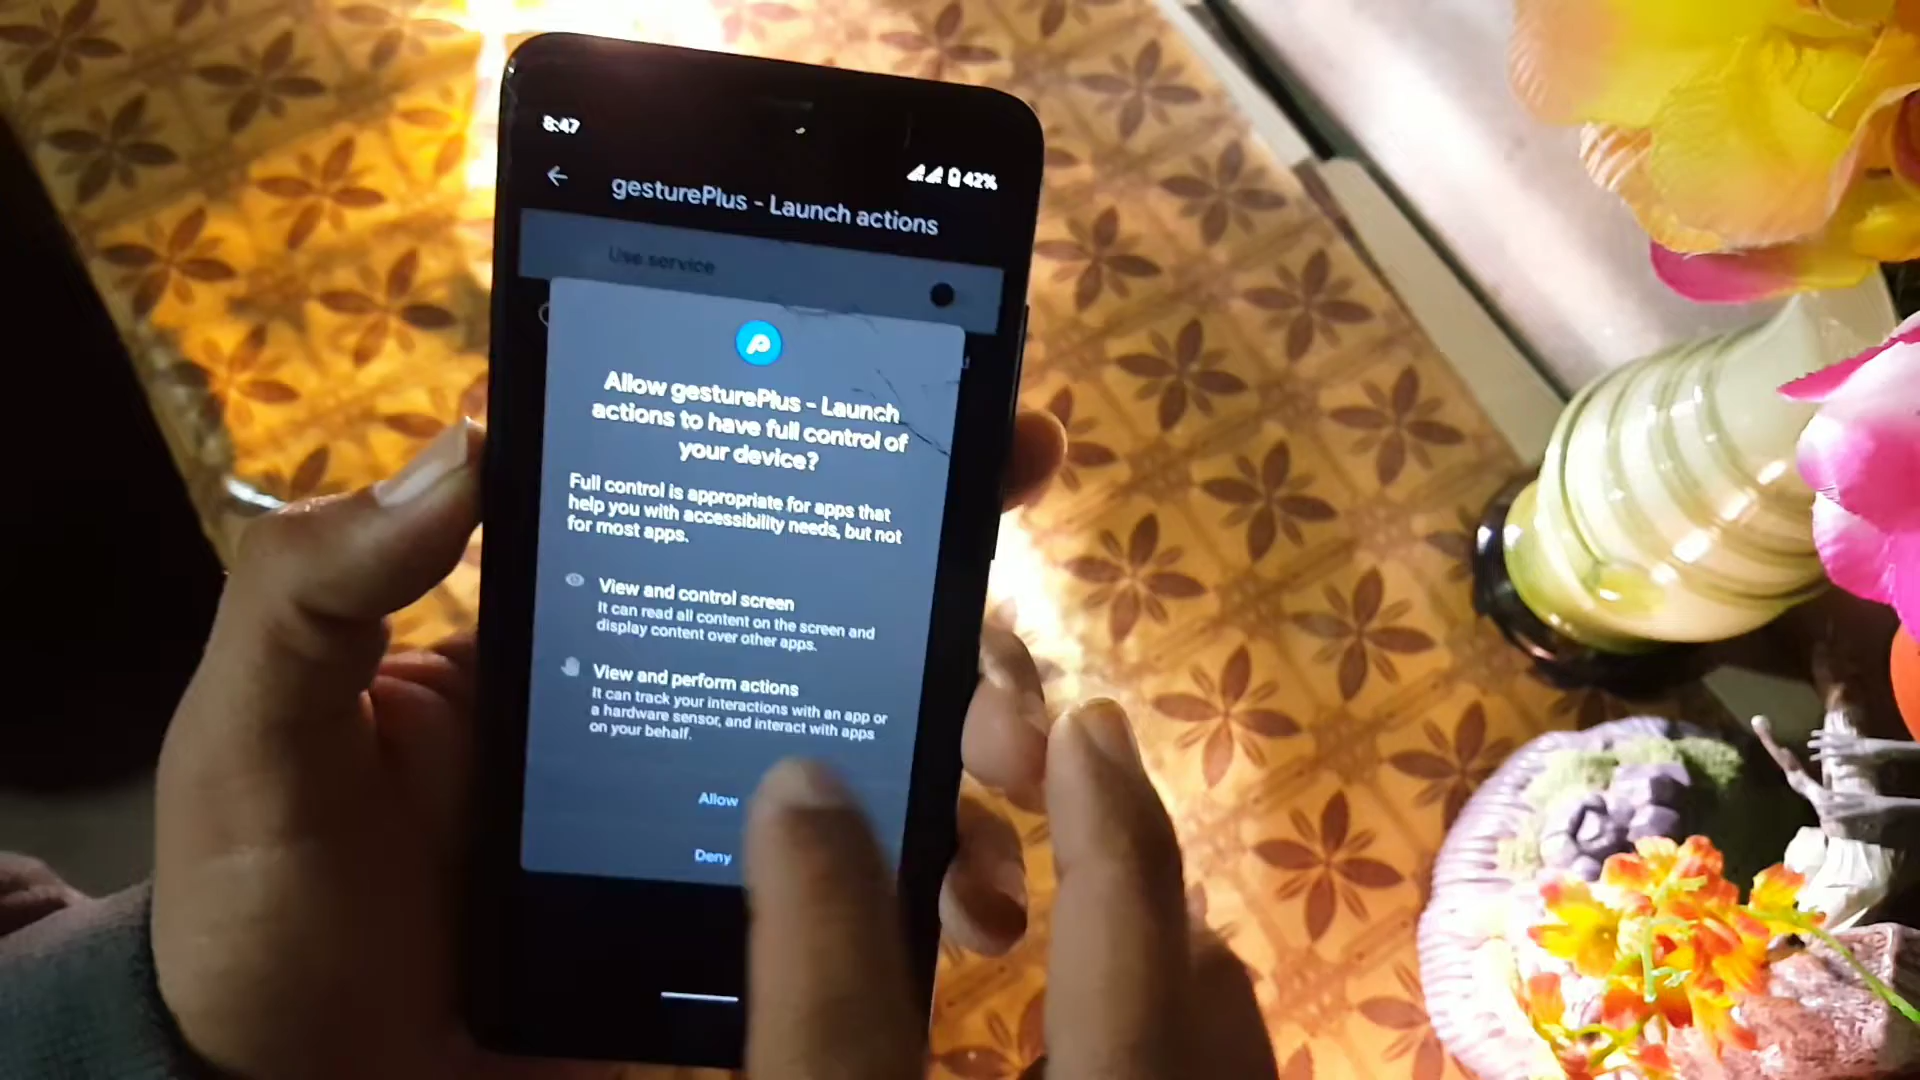 8:47
42%
gesturePlus - Launch actions
Use service
Allow gesturePlus - Launch
actions to have full control of
your device?
Full control is appropriate for apps that
help you with accessibility needs, but not
for most apps.
View and control screen
It can read all content on the screen and
display content over other apps.
View and perform actions
It can track your interactions with an app or
a hardware sensor, and interact with apps
on your behalf.
Allow
Deny